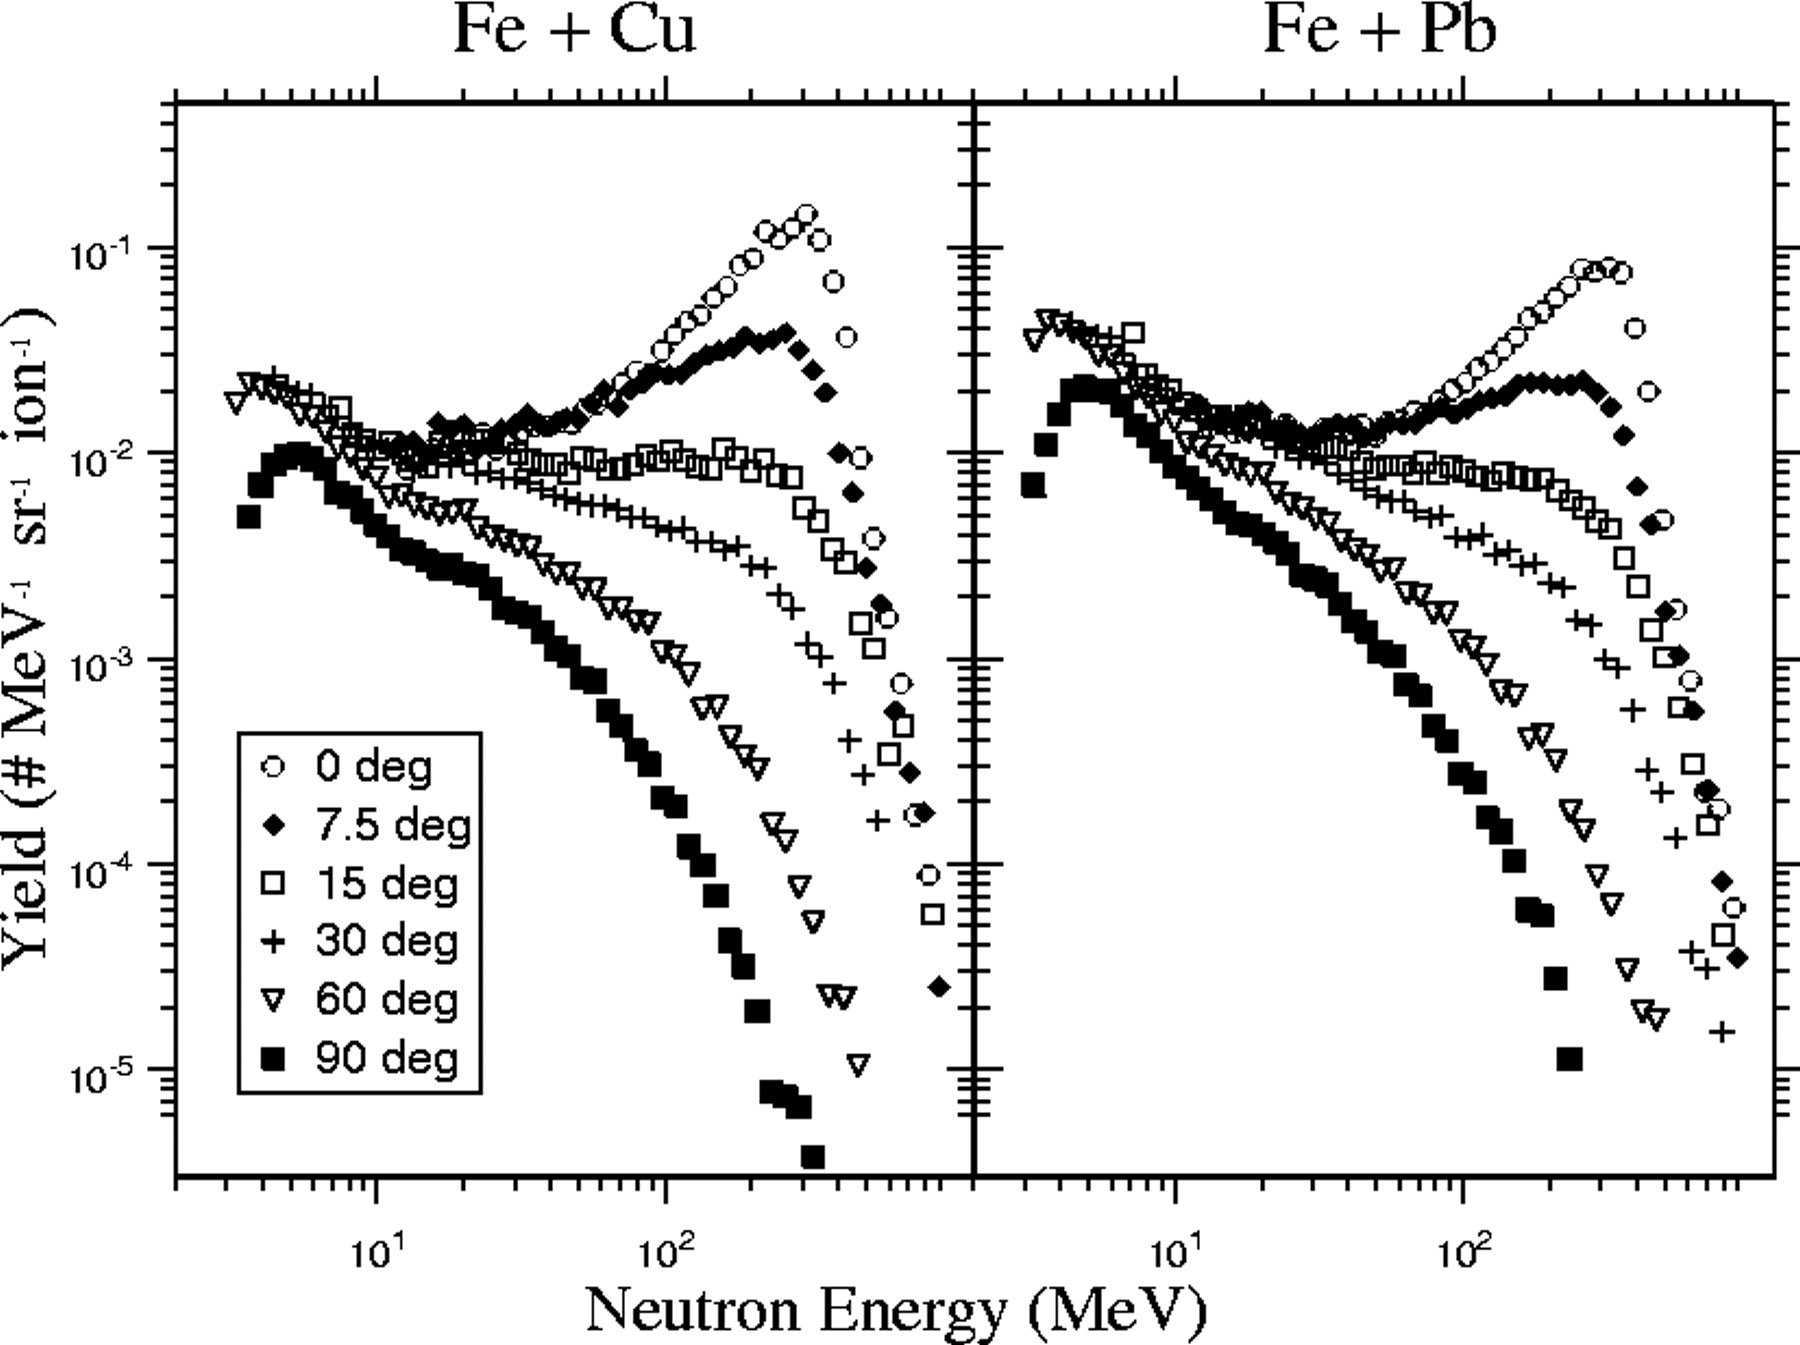 Fe + Cu
Fe + Pb
Yield (# MeV⁻¹ sr⁻¹ ion⁻¹)
10⁻¹
10⁻²
10⁻³
10⁻⁴
10⁻⁵
0 deg
7.5 deg
15 deg
30 deg
60 deg
90 deg
10¹
10²
10¹
10²
Neutron Energy (MeV)